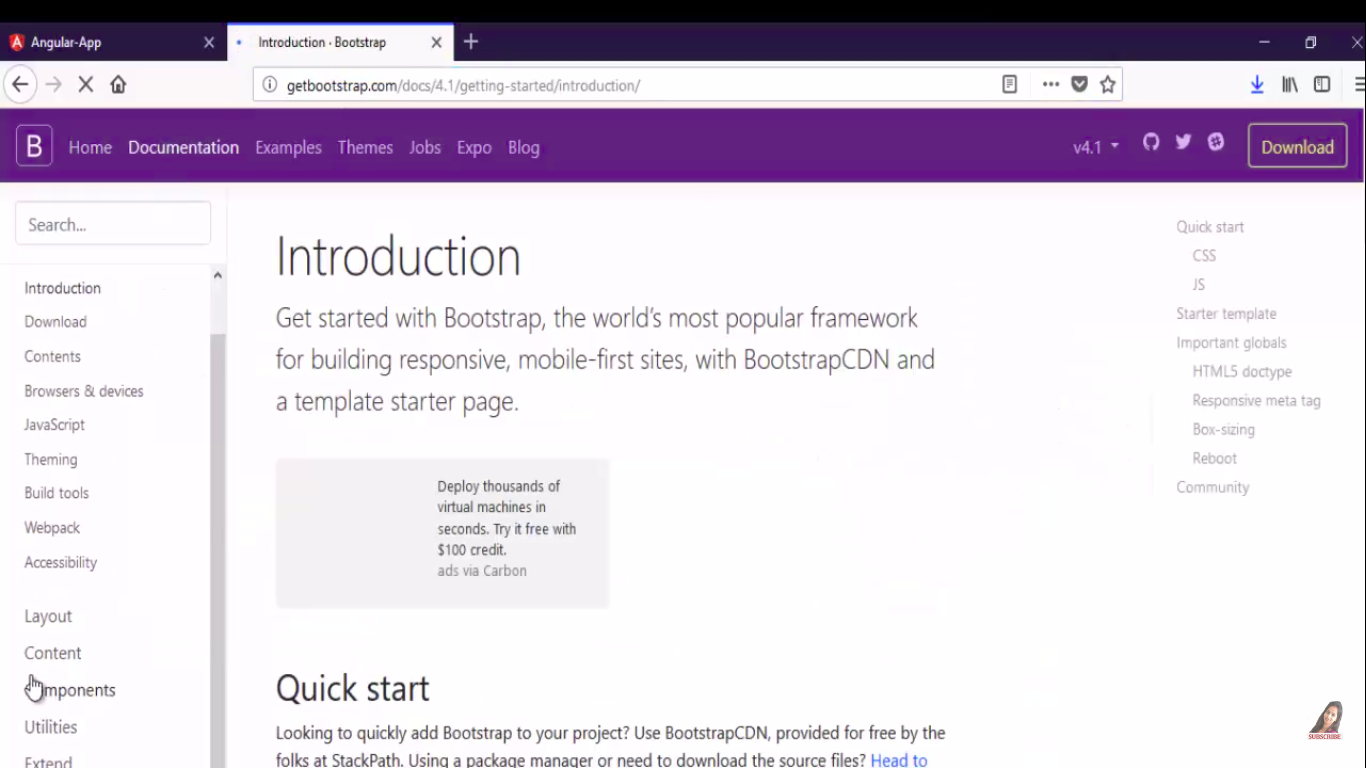 Angular-App
Introduction · Bootstrap
getbootstrap.com/docs/4.1/getting-started/introduction/
B Home Documentation Examples Themes Jobs Expo Blog v4.1 Download
Search...
Introduction
Download
Contents
Browsers & devices
JavaScript
Theming
Build tools
Webpack
Accessibility
Layout
Content
Utilities
Extend
Introduction
Get started with Bootstrap, the world's most popular framework
for building responsive, mobile-first sites, with BootstrapCDN and
a template starter page.
Deploy thousands of
virtual machines in
seconds. Try it free with
$100 credit.
ads via Carbon
Quick start
Looking to quickly add Bootstrap to your project? Use BootstrapCDN, provided for free by the
folks at StackPath. Using a package manager or need to download the source files? Head to
Quick start
CSS
JS
Starter template
Important globals
HTML5 doctype
Responsive meta tag
Box-sizing
Reboot
Community
SUBSCRIBE